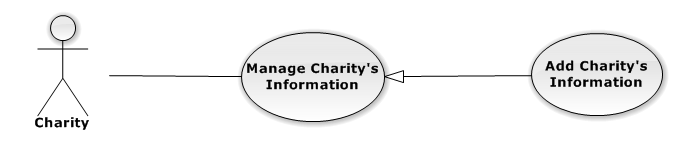 Manage Charity's
Information
Add Charity's
Information
Charity